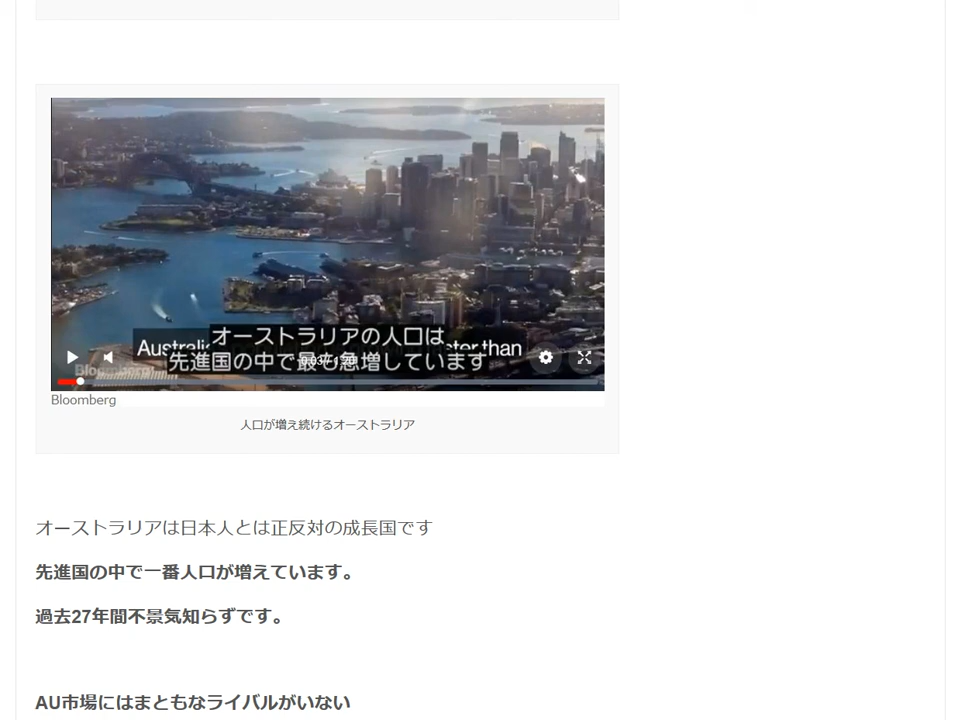 オーストラリアの人口は
Australi ster than
先進国の中で最も急増しています
Bloomberg
Bloomberg
人口が増え続けるオーストラリア
オーストラリアは日本人とは正反対の成長国です
先進国の中で一番人口が増えています。
過去27年間不景気知らずです。
AU市場にはまともなライバルがいない